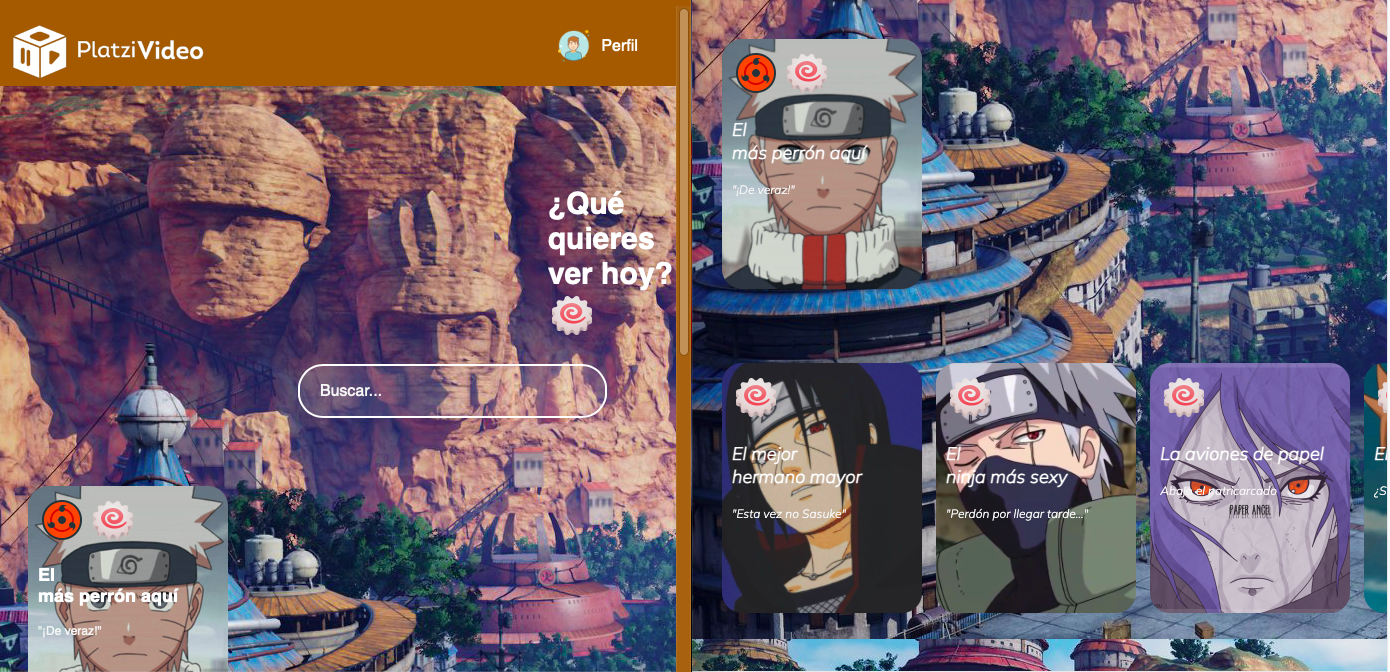 PlatziVideo
Perfil
¿Qué
quieres
ver hoy?
Buscar...
El
más perrón aquí
"¡De veraz!"
El
más perrón aquí
"¡De veraz!"
El mejor
hermano mayor
"Esta vez no Sasuke"
El
ninja más sexy
"Perdón por llegar tarde..."
La aviones de papel
Abajo el patricarcado
PAPER ANGEL
El
¿S